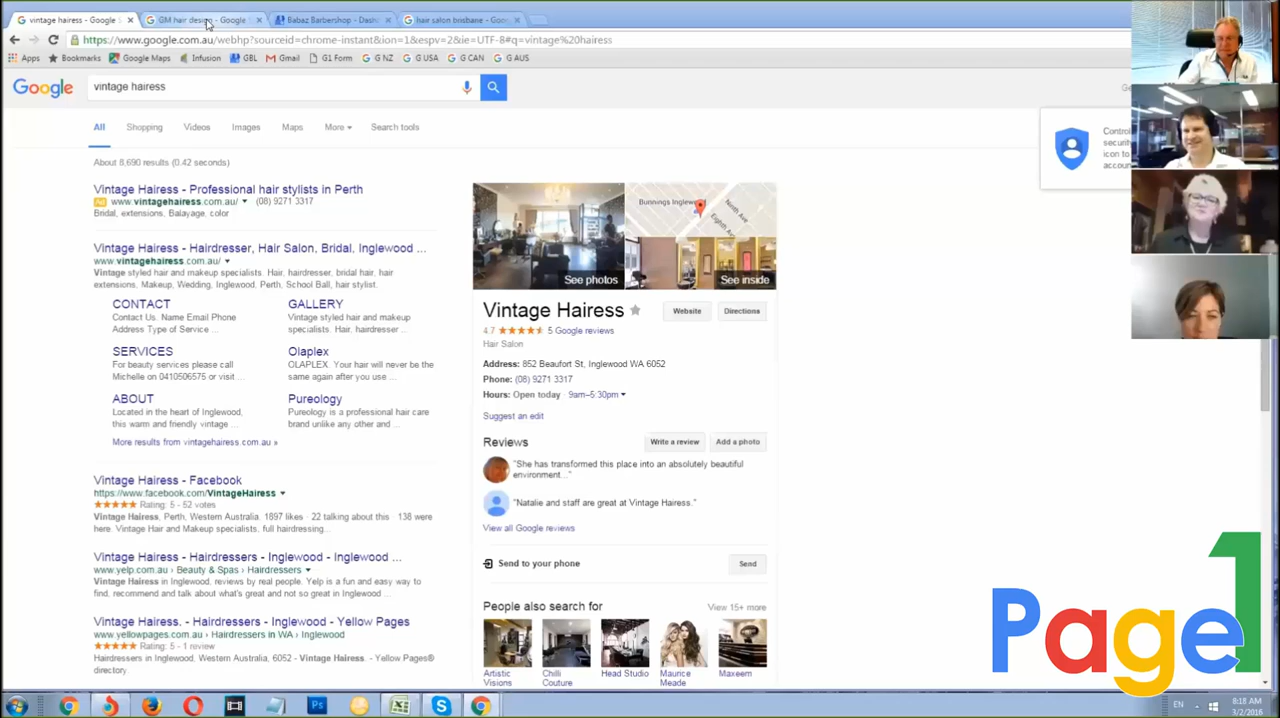 vintage hairess - Google S
GM hair design - Google S
Babaz Barbershop - Dash
hair salon brisbane - Goo
https://www.google.com.au/webhp?sourceid=chrome-instant&ion=1&espv=2&ie=UTF-8#q=vintage%20hairess
Apps
Bookmarks
Google Maps
Infusion
GBL
Gmail
G1 Form
G NZ
G USA
G CAN
G AUS
Google
vintage hairess
All
Shopping
Videos
Images
Maps
More
Search tools
About 8,690 results (0.42 seconds)
Vintage Hairess - Professional hair stylists in Perth
Ad www.vintagehairess.com.au/ (08) 9271 3317
Bridal, extensions, Balayage, color
Vintage Hairess - Hairdresser, Hair Salon, Bridal, Inglewood ...
www.vintagehairess.com.au/
Vintage styled hair and makeup specialists. Hair, hairdresser, bridal hair, hair
extensions, Makeup, Wedding, Inglewood. Perth, School Ball, hair stylist.
CONTACT
Contact Us. Name Email Phone
Address Type of Service ...
GALLERY
Vintage styled hair and makeup
specialists. Hair, hairdresser ...
SERVICES
For beauty services please call
Michelle on 0410506575 or visit ...
Olaplex
OLAPLEX. Your hair will never be the
same again after you use ...
ABOUT
Located in the heart of Inglewood,
this warm and friendly vintage ...
Pureology
Pureology is a professional hair care
brand unlike any other and ...
More results from vintagehairess.com.au »
Vintage Hairess - Facebook
https://www.facebook.com/VintageHairess
Rating: 5 - 52 votes
Vintage Hairess, Perth, Western Australia. 1897 likes · 22 talking about this · 138 were
here. Vintage Hair and Makeup specialists, full hairdressing...
Vintage Hairess - Hairdressers - Inglewood - Inglewood ...
www.yelp.com.au › Beauty & Spas › Hairdressers
Vintage Hairess in Inglewood, reviews by real people. Yelp is a fun and easy way to
find, recommend and talk about what's great and not so great in Inglewood ...
Vintage Hairess. - Hairdressers - Inglewood - Yellow Pages
www.yellowpages.com.au › Hairdressers in WA › Inglewood
Rating: 5 - 1 review
Hairdressers in Inglewood, Western Australia, 6052 - Vintage Hairess. - Yellow Pages®
directory.
Bunnings Inglewood
North Ave
Eighth Ave
See photos
See inside
Vintage Hairess
Website
Directions
4.7
5 Google reviews
Hair Salon
Address: 852 Beaufort St, Inglewood WA 6052
Phone: (08) 9271 3317
Hours: Open today · 9am–5:30pm
Suggest an edit
Reviews
Write a review
Add a photo
"She has transformed this place into an absolutely beautiful
environment..."
"Natalie and staff are great at Vintage Hairess."
View all Google reviews
Send to your phone
Send
People also search for
View 15+ more
Artistic
Visions
Chilli
Couture
Head Studio
Maurice
Meade
Maxeem
Control
security
icon to
accoun
Page1
EN
8:18 AM
3/2/2016